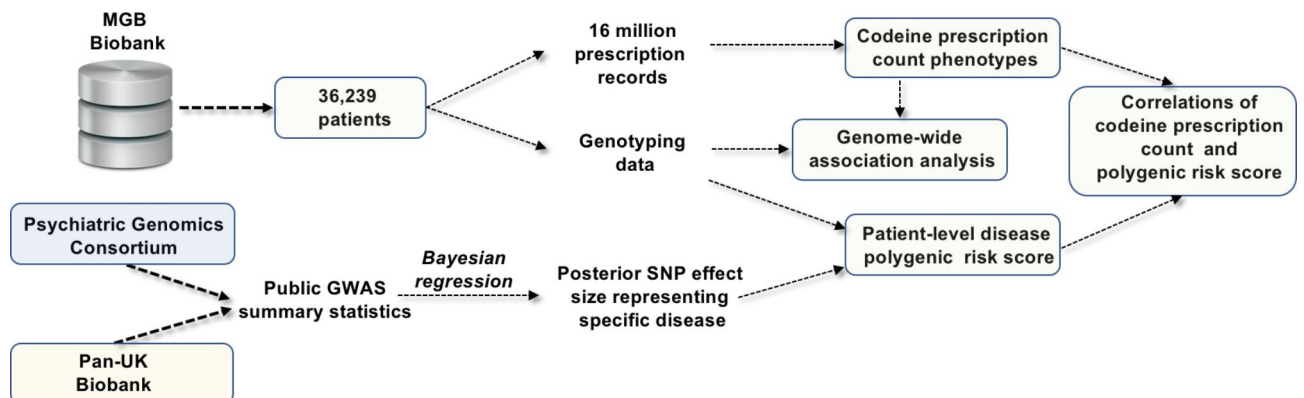 MGB
Biobank
36,239
patients
16 million
prescription
records
Genotyping
data
Codeine prescription
count phenotypes
Genome-wide
association analysis
Correlations of
codeine prescription
count and
polygenic risk score
Psychiatric Genomics
Consortium
Pan-UK
Biobank
Public GWAS
summary statistics
Bayesian
regression
Posterior SNP effect
size representing
specific disease
Patient-level disease
polygenic risk score